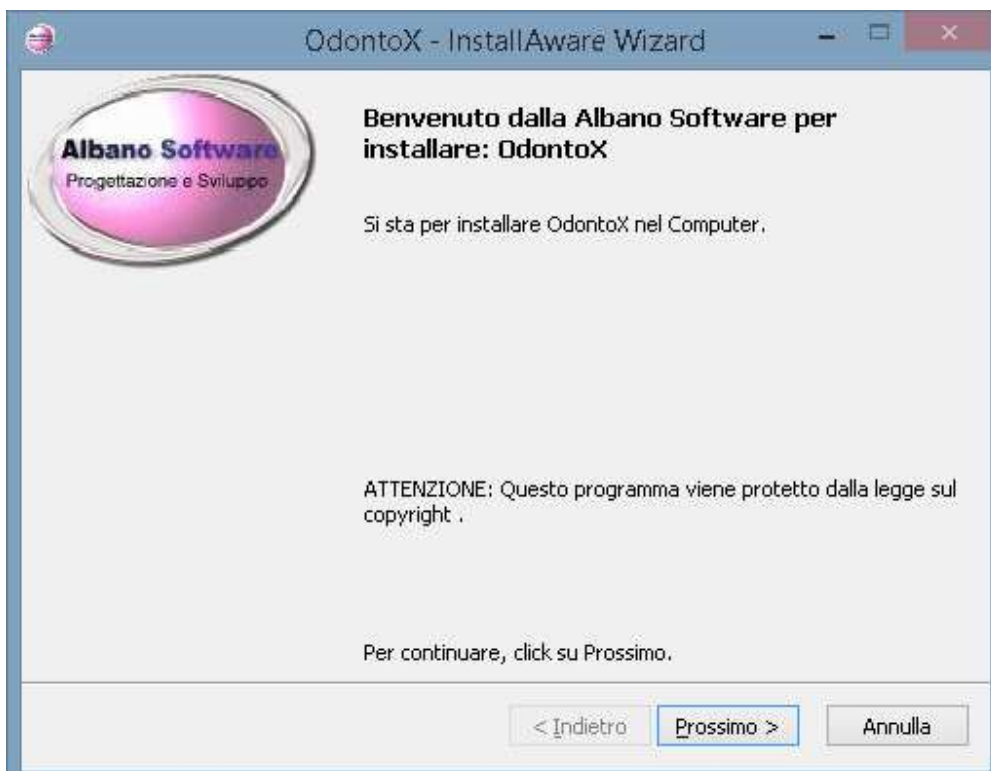 OdontoX - InstallAware Wizard
Albano Software
Progettazione e Sviluppo
Benvenuto dalla Albano Software per
installare: OdontoX
Si sta per installare OdontoX nel Computer.
ATTENZIONE: Questo programma viene protetto dalla legge sul
copyright .
Per continuare, click su Prossimo.
< Indietro
Prossimo >
Annulla